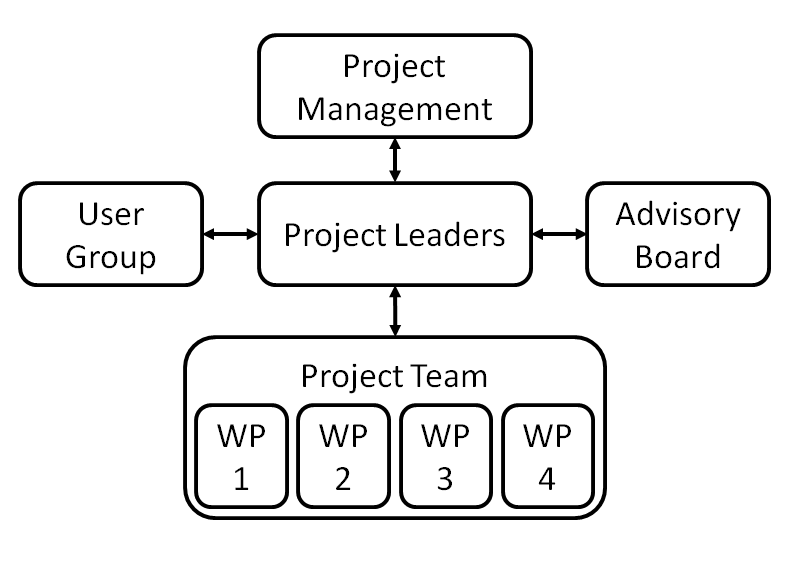 Project
Management
User
Group
Project Leaders
Advisory
Board
Project Team
WP
1
WP
2
WP
3
WP
4